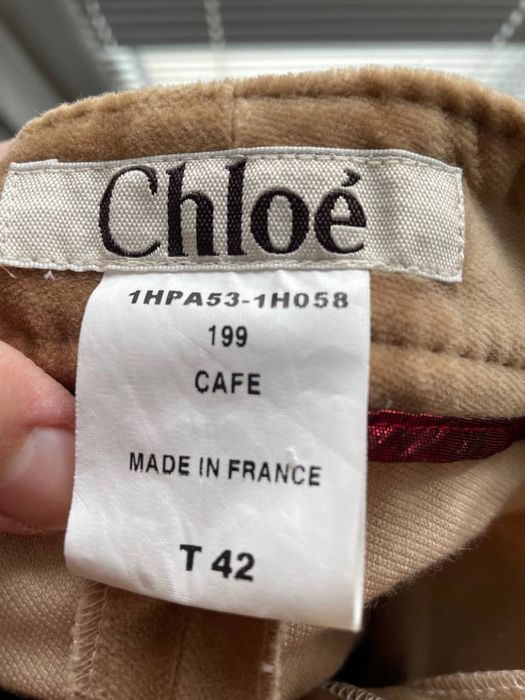 Chloé
1HPA53-1H058
199
CAFE
MADE IN FRANCE
T 42